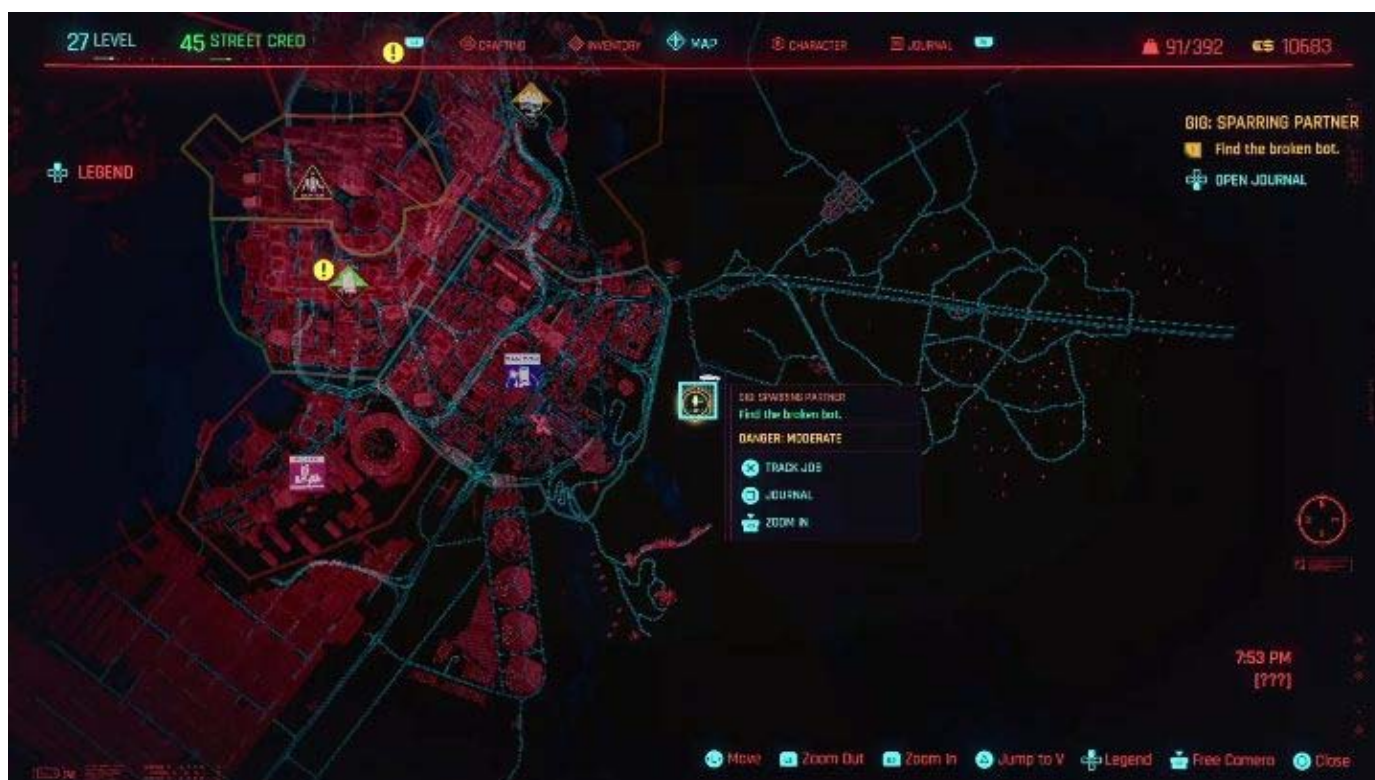 27 LEVEL
45 STREET CRED
CRAFTING
INVENTORY
MAP
CHARACTER
JOURNAL
91/392
€$ 10683
LEGEND
GIG: SPARRING PARTNER
Find the broken bot.
OPEN JOURNAL
GIG: SPARRING PARTNER
Find the broken bot.
DANGER: MODERATE
TRACK JOB
JOURNAL
ZOOM IN
7:53 PM
[???]
Move
Zoom Out
Zoom In
Jump to V
Legend
Free Camera
Close